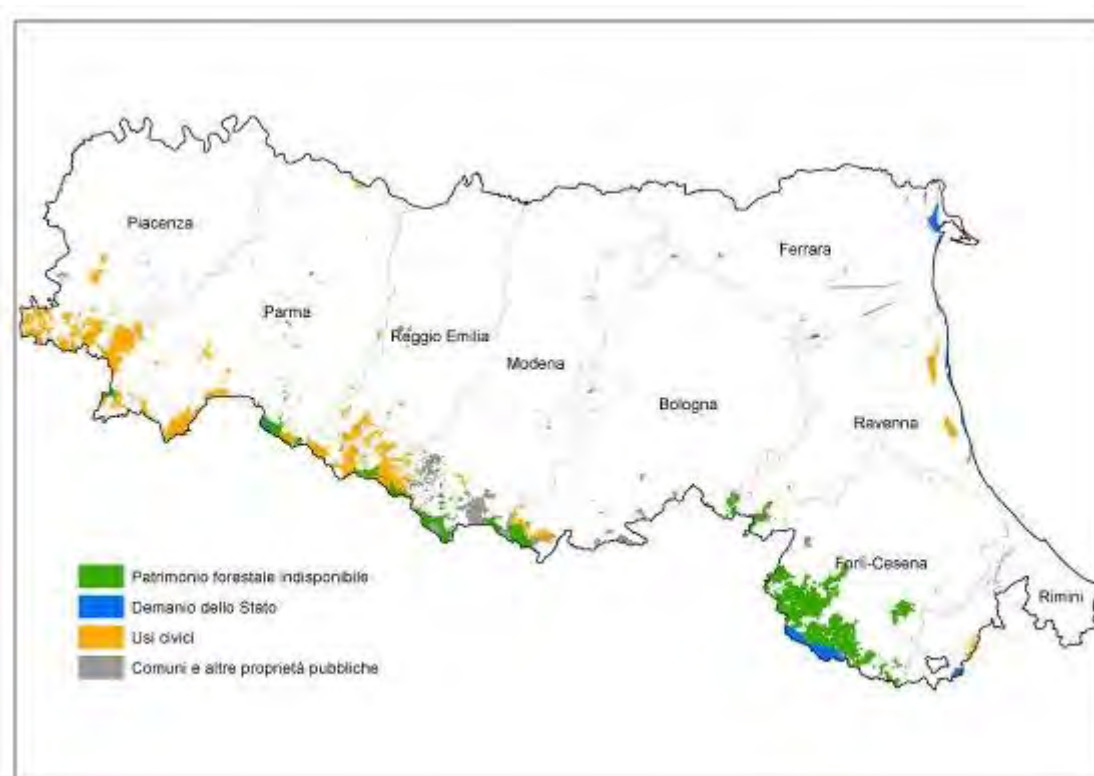 Piacenza
Ferrara
Parma
Reggio Emilia
Modena
Bologna
Ravenna
Forlì-Cesena
Rimini
Patrimonio forestale indisponibile
Demanio dello Stato
Usi civici
Comuni e altre proprietà pubbliche